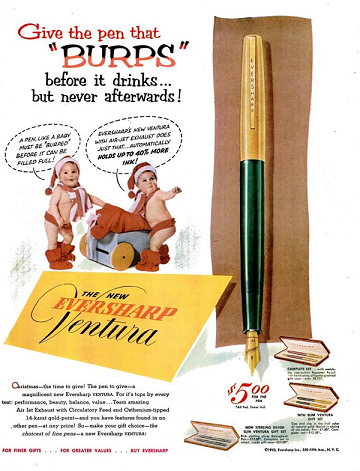 Give the pen that
"BURPS"
before it drinks...
but never afterwards!
A PEN, LIKE A BABY
MUST BE "BURPED"
BEFORE IT CAN BE
FILLED FULL!
EVERSHARP'S NEW VENTURA
WITH AIR-JET EXHAUST DOES
JUST THAT...AUTOMATICALLY
HOLDS UP TO 40% MORE
INK!
EVERSHARP
THE NEW
EVERSHARP
Ventura
Christmas—the time to give! The pen to give—a
magnificent new Eversharp VENTURA. For it's tops by every
test: performance, beauty, balance, value...Team amazing
Air Jet Exhaust with Circulatory Feed and Osthenium-tipped
14-karat gold-point—and you have features found in no
other pen—at any price! So—make your gift choice—the
choicest of fine pens—a new Eversharp VENTURA!
$5.00
FOR THE
PEN
COMPLETE SET
NEW SLIM VENTURA
GIFT SET
NEW STERLING SILVER
SLIM VENTURA GIFT SET
FOR FINER GIFTS ... FOR GREATER VALUES ... BUY EVERSHARP
©1953, Eversharp Inc., 350 Fifth Ave., N. Y. C.